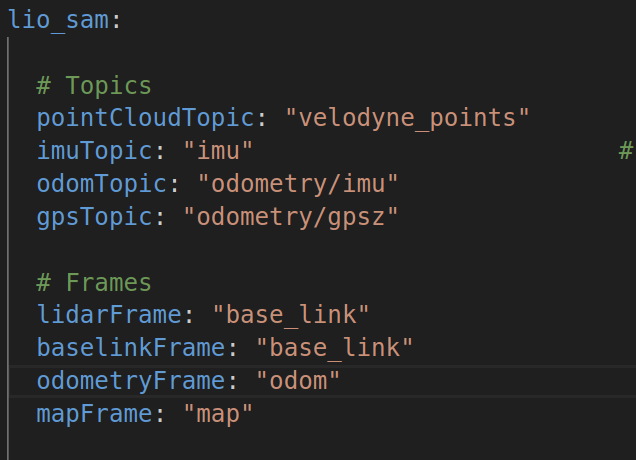 lio_sam:
# Topics
pointCloudTopic: "velodyne_points"
imuTopic: "imu" #
odomTopic: "odometry/imu"
gpsTopic: "odometry/gpsz"
# Frames
lidarFrame: "base_link"
baselinkFrame: "base_link"
odometryFrame: "odom"
mapFrame: "map"